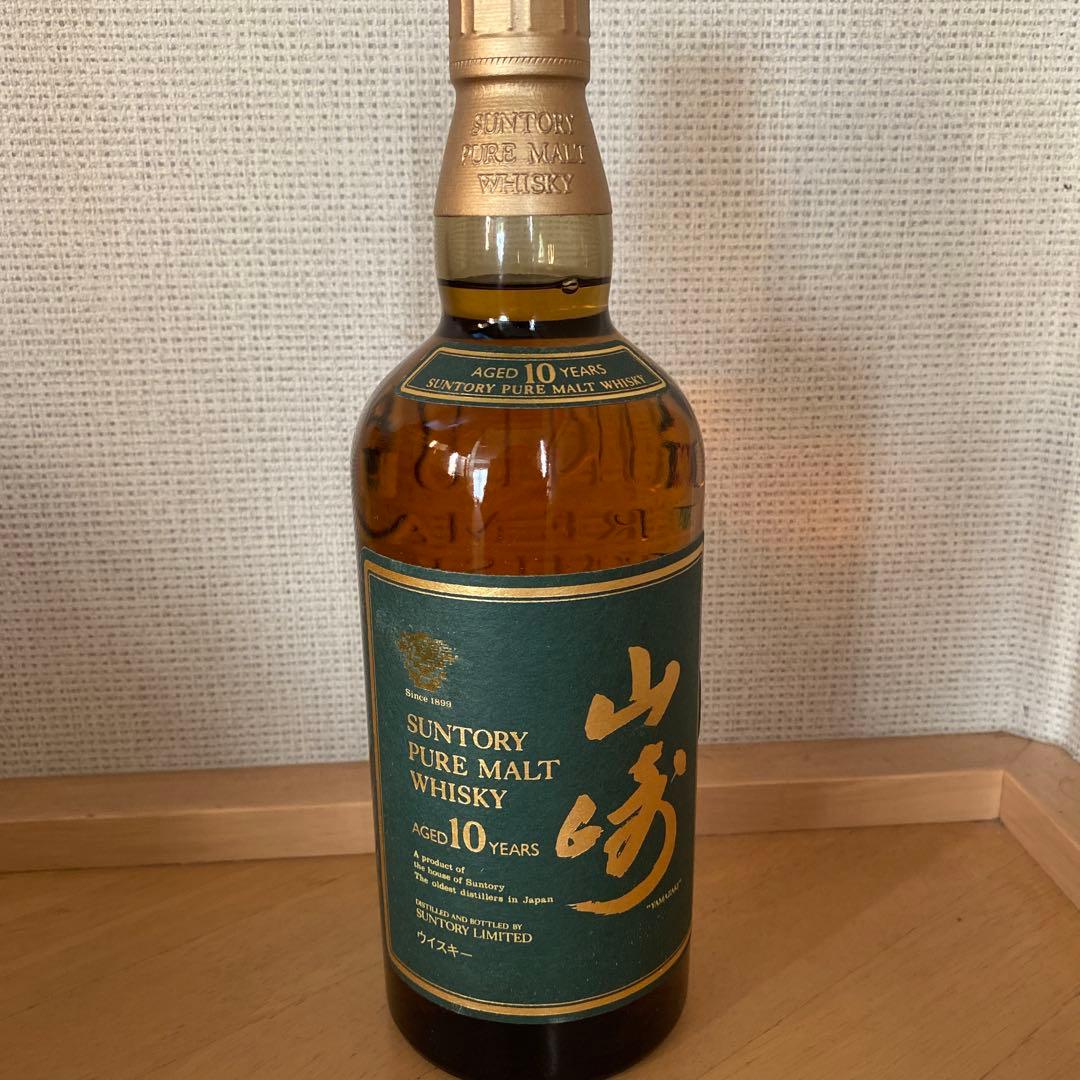 SUNTORY
PURE MALT
WHISKY
AGED 10 YEARS
SUNTORY PURE MALT WHISKY
Since 1899
SUNTORY
PURE MALT
WHISKY
AGED 10 YEARS
A product of
the house of Suntory
The oldest distillers in Japan
DISTILLED AND BOTTLED BY
SUNTORY LIMITED
ウイスキー
山崎
"YAMAZAKI"